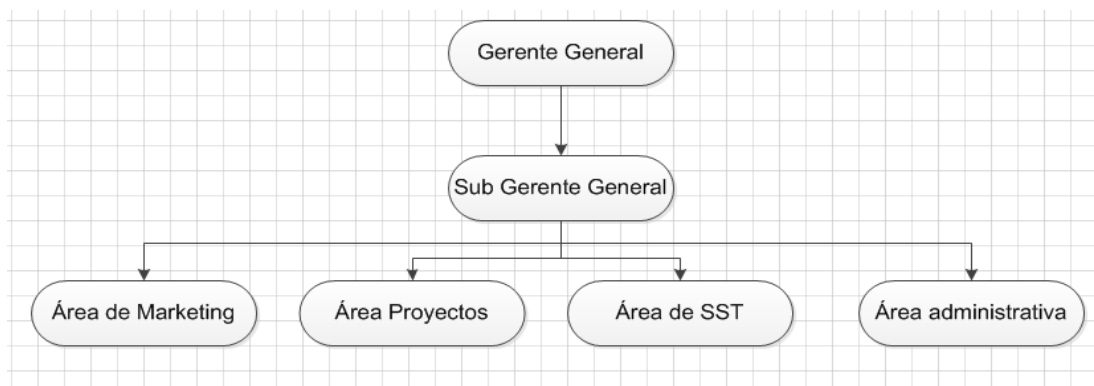 Gerente General
Sub Gerente General
Área de Marketing
Área Proyectos
Área de SST
Área administrativa